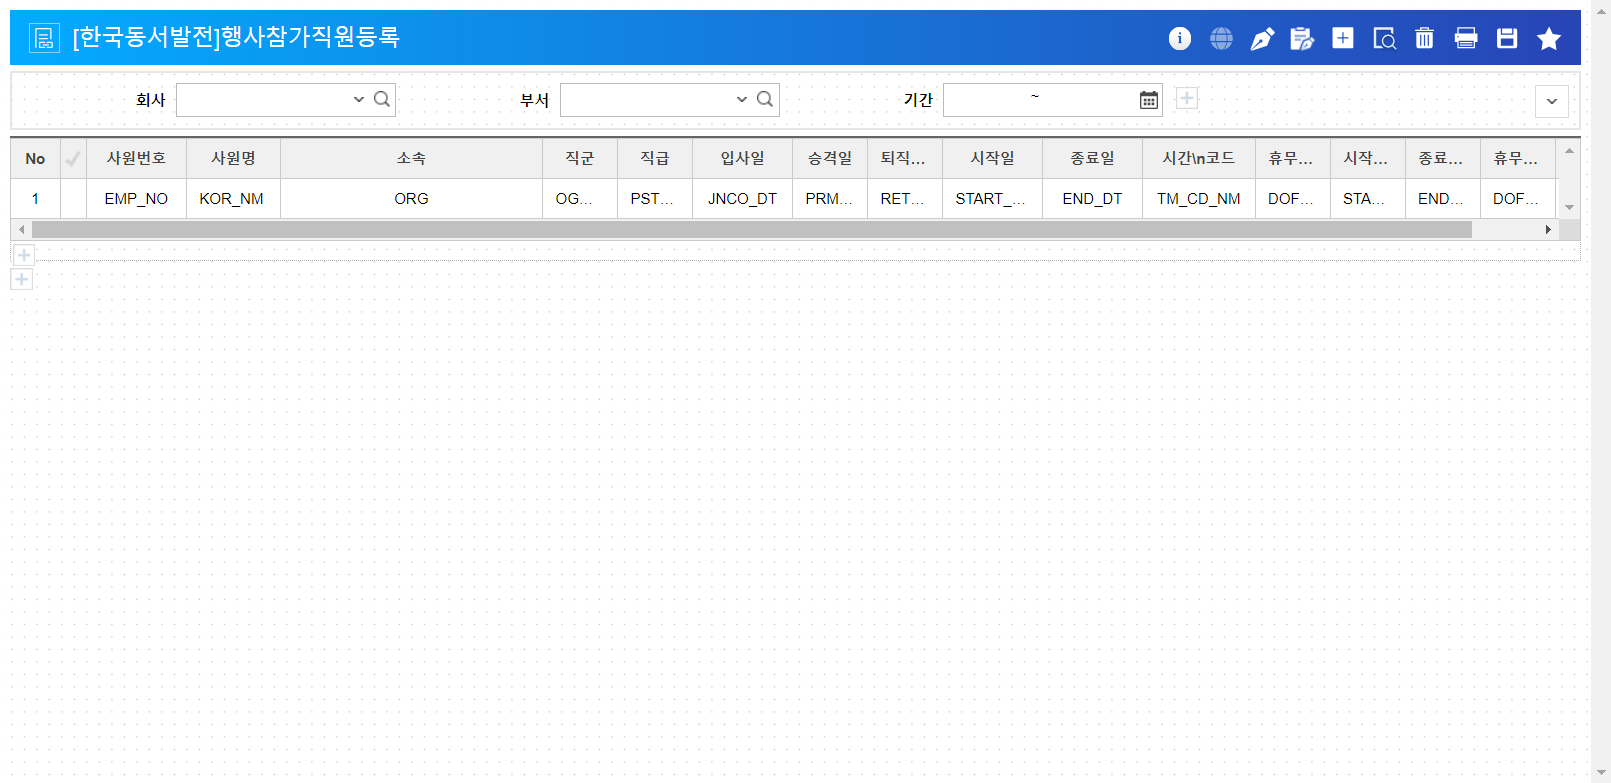 [한국동서발전]행사참가직원등록
회사 부서 기간 ~
No 사원번호 사원명 소속 직군 직급 입사일 승격일 퇴직... 시작일 종료일 시간\n코드 휴무... 시작... 종료... 휴무...
1 EMP_NO KOR_NM ORG OG... PST... JNCO_DT PRM... RET... START_... END_DT TM_CD_NM DOF... STA... END... DOF...